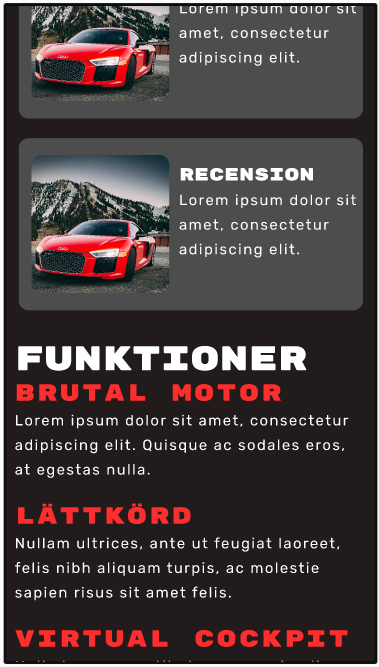 Lorem ipsum dolor sit
amet, consectetur
adipiscing elit.
RECENSION
Lorem ipsum dolor sit
amet, consectetur
adipiscing elit.
FUNKTIONER
BRUTAL MOTOR
Lorem ipsum dolor sit amet, consectetur
adipiscing elit. Quisque ac sodales eros,
at egestas nulla.
LÄTTKÖRD
Nullam ultrices, ante ut feugiat laoreet,
felis nibh aliquam turpis, ac molestie
sapien risus sit amet felis.
VIRTUAL COCKPIT